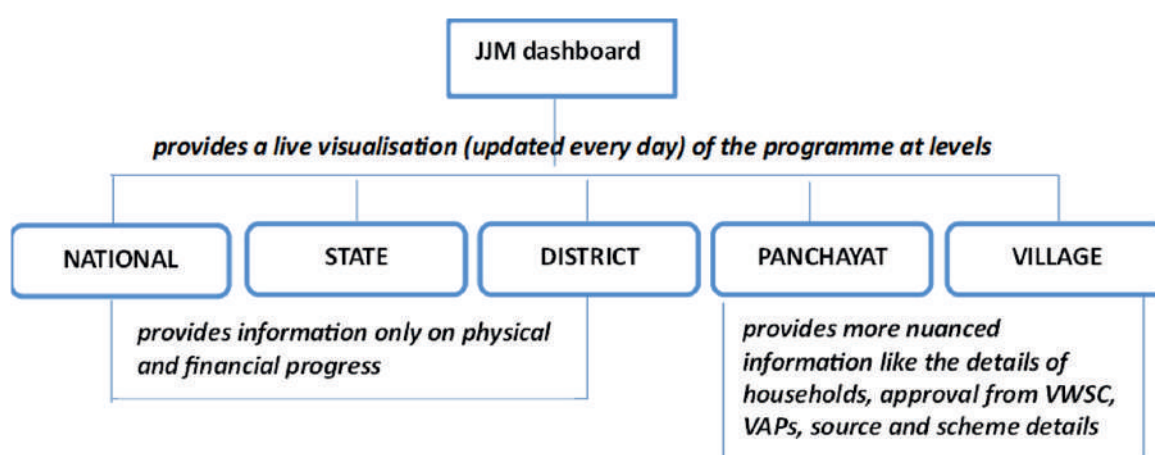 JJM dashboard
provides a live visualisation (updated every day) of the programme at levels
NATIONAL
STATE
DISTRICT
PANCHAYAT
VILLAGE
provides information only on physical
and financial progress
provides more nuanced
information like the details of
households, approval from VWSC,
VAPs, source and scheme details